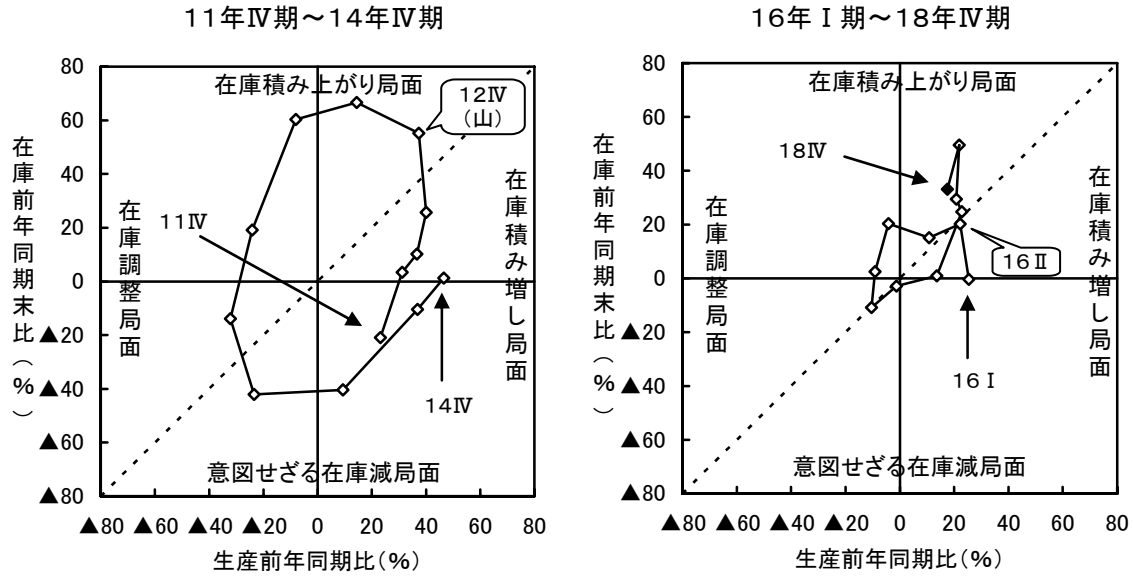 11年Ⅳ期～14年Ⅳ期
80
60
40
20
0
▲20
▲40
▲60
▲80
在庫前年同期末比(%)
在庫積み上がり局面
12Ⅳ
(山)
在庫積み増し局面
在庫調整局面
11Ⅳ
14Ⅳ
意図せざる在庫減局面
▲80 ▲60 ▲40 ▲20 0 20 40 60 80
生産前年同期比(%)
16年Ⅰ期～18年Ⅳ期
80
60
40
20
0
▲20
▲40
▲60
▲80
在庫前年同期末比(%)
在庫積み上がり局面
18Ⅳ
在庫積み増し局面
在庫調整局面
16Ⅱ
16Ⅰ
意図せざる在庫減局面
▲80 ▲60 ▲40 ▲20 0 20 40 60 80
生産前年同期比(%)